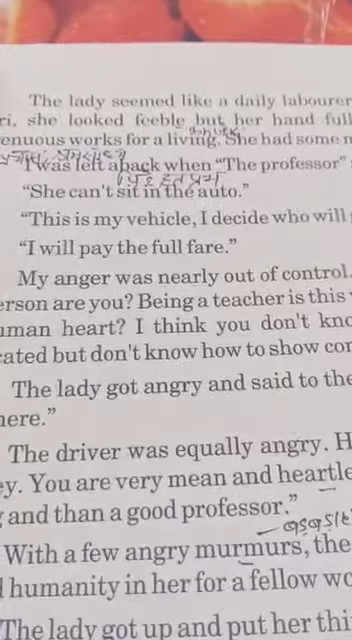 The lady seemed like a daily labourer
ri, she looked feeble but her hand full
enuous works for a living. She had some
I was left aback when "The professor"
"She can't sit in the auto."
"This is my vehicle, I decide who will
"I will pay the full fare."
My anger was nearly out of control.
erson are you? Being a teacher is this
uman heart? I think you don't kno
cated but don't know how to show
The lady got angry and said to the
here."
The driver was equally angry. H
ey. You are very mean and heartle
and than a good professor."
With a few angry murmurs, the
humanity in her for a fellow
The lady got up and put her thi